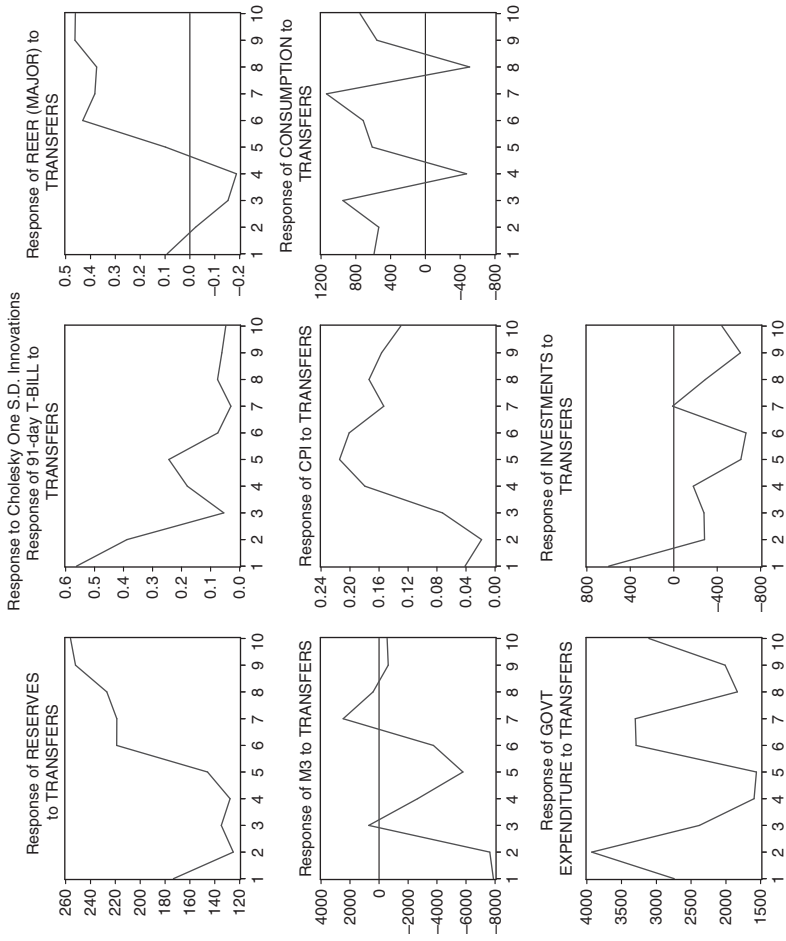 Response to Cholesky One S.D. Innovations
Response of RESERVES
to TRANSFERS
260
240
220
200
180
160
140
120
1 2 3 4 5 6 7 8 9 10
Response of 91-day T-BILL to
TRANSFERS
0.6
0.5
0.4
0.3
0.2
0.1
0.0
1 2 3 4 5 6 7 8 9 10
Response of REER (MAJOR) to
TRANSFERS
0.5
0.4
0.3
0.2
0.1
0.0
−0.1
−0.2
1 2 3 4 5 6 7 8 9 10
Response of M3 to TRANSFERS
4000
2000
0
−2000
−4000
−6000
−8000
1 2 3 4 5 6 7 8 9 10
Response of CPI to TRANSFERS
0.24
0.20
0.16
0.12
0.08
0.04
0.00
1 2 3 4 5 6 7 8 9 10
Response of CONSUMPTION to
TRANSFERS
1200
800
400
0
−400
−800
1 2 3 4 5 6 7 8 9 10
Response of GOVT
EXPENDITURE to TRANSFERS
4000
3500
3000
2500
2000
1500
1 2 3 4 5 6 7 8 9 10
Response of INVESTMENTS to
TRANSFERS
800
400
0
−400
−800
1 2 3 4 5 6 7 8 9 10